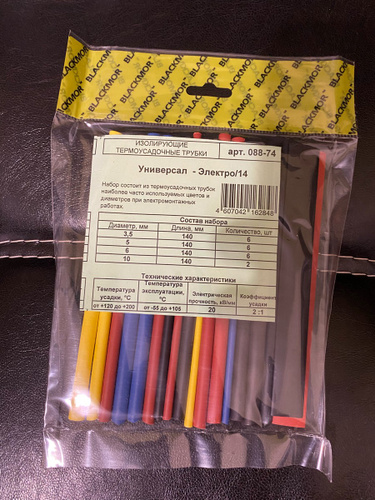 BLACKMOR
ИЗОЛИРУЮЩИЕ
ТЕРМОУСАДОЧНЫЕ ТРУБКИ
арт. 088-74
Универсал - Электро/14
Набор состоит из термоусадочных трубок
наиболее часто используемых цветов и
диаметров при электромонтажных
работах.
4 607042 162848
Состав набора
Диаметр, мм Длина, мм Количество, шт
3,5 140 6
5 140 6
6 140 6
10 140 2
Технические характеристики
Температура усадки, °С Температура эксплуатации, °С Электрическая прочность, кВ/мм Коэффициент усадки
от +120 до +200 от -55 до +105 20 2 :1